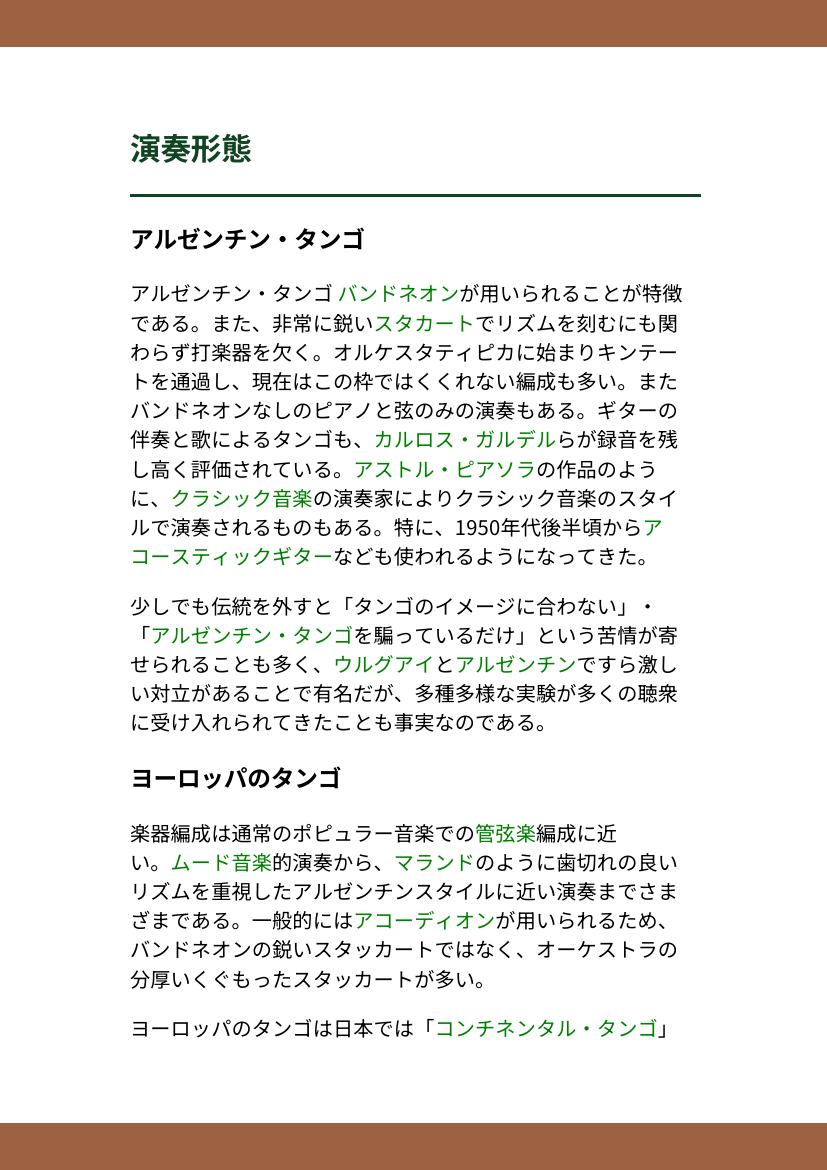 演奏形態
アルゼンチン・タンゴ
アルゼンチン・タンゴ バンドネオンが用いられることが特徴
である。また、非常に鋭いスタカートでリズムを刻むにも関
わらず打楽器を欠く。オルケスタティピカに始まりキンテー
トを通過し、現在はこの枠ではくくれない編成も多い。また
バンドネオンなしのピアノと弦のみの演奏もある。ギターの
伴奏と歌によるタンゴも、カルロス・ガルデルらが録音を残
し高く評価されている。アストル・ピアソラの作品のよう
に、クラシック音楽の演奏家によりクラシック音楽のスタイ
ルで演奏されるものもある。特に、1950年代後半頃からア
コースティックギターなども使われるようになってきた。
少しでも伝統を外すと「タンゴのイメージに合わない」・
「アルゼンチン・タンゴを騙っているだけ」という苦情が寄
せられることも多く、ウルグアイとアルゼンチンですら激し
い対立があることで有名だが、多種多様な実験が多くの聴衆
に受け入れられてきたことも事実なのである。
ヨーロッパのタンゴ
楽器編成は通常のポピュラー音楽での管弦楽編成に近
い。ムード音楽的演奏から、マランドのように歯切れの良い
リズムを重視したアルゼンチンスタイルに近い演奏までさま
ざまである。一般的にはアコーディオンが用いられるため、
バンドネオンの鋭いスタッカートではなく、オーケストラの
分厚いくぐもったスタッカートが多い。
ヨーロッパのタンゴは日本では「コンチネンタル・タンゴ」